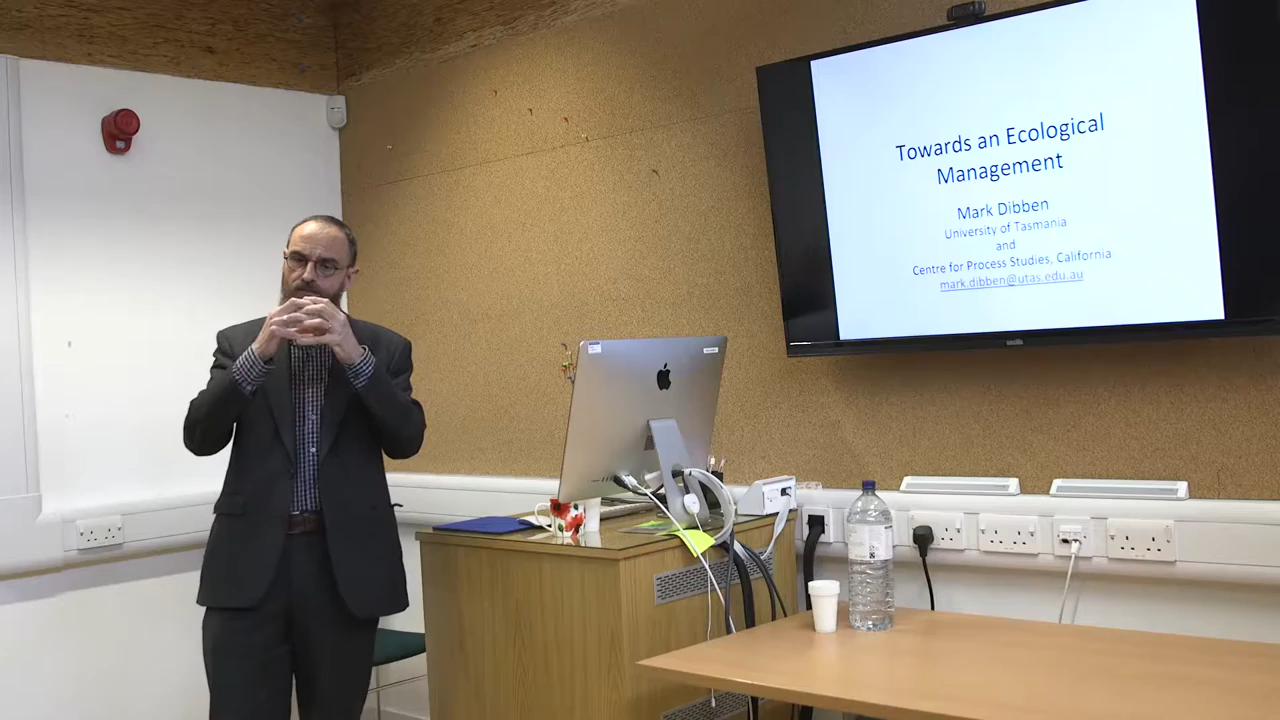 Towards an Ecological
Management
Mark Dibben
University of Tasmania
and
Centre for Process Studies, California
mark.dibben@utas.edu.au